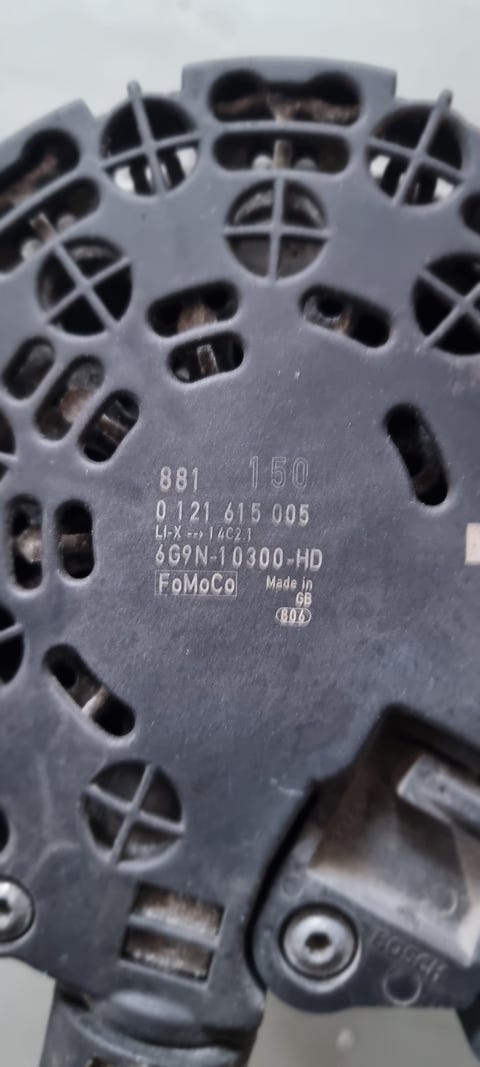 881 150
0 121 615 005
LI-X --> 14C2.1
6G9N-10300-HD
FoMoCo Made in
GB
806
BOSCH